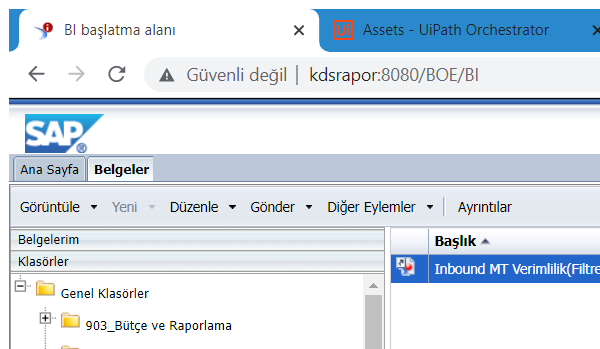 BI başlatma alanı
Assets - UiPath Orchestrator
Güvenli değil | kdsrapor:8080/BOE/BI
SAP
Ana Sayfa Belgeler
Görüntüle Yeni Düzenle Gönder Diğer Eylemler Ayrıntılar
Belgelerim
Klasörler
Genel Klasörler
903_Bütçe ve Raporlama
Başlık
Inbound MT Verimlilik(Filtre